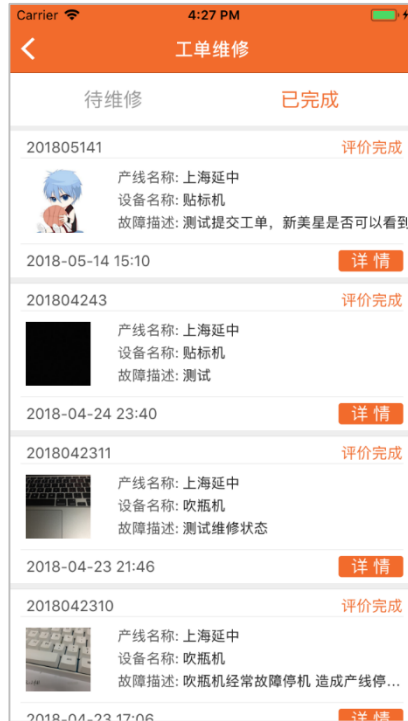 Carrier 4:27 PM
工单维修
待维修 已完成
201805141 评价完成
产线名称: 上海延中
设备名称: 贴标机
故障描述: 测试提交工单，新美星是否可以看到
2018-05-14 15:10 详 情
201804243 评价完成
产线名称: 上海延中
设备名称: 贴标机
故障描述: 测试
2018-04-24 23:40 详 情
2018042311 评价完成
产线名称: 上海延中
设备名称: 吹瓶机
故障描述: 测试维修状态
2018-04-23 21:46 详 情
2018042310 评价完成
产线名称: 上海延中
设备名称: 吹瓶机
故障描述: 吹瓶机经常故障停机 造成产线停...
2018-04-23 17:06 详 情